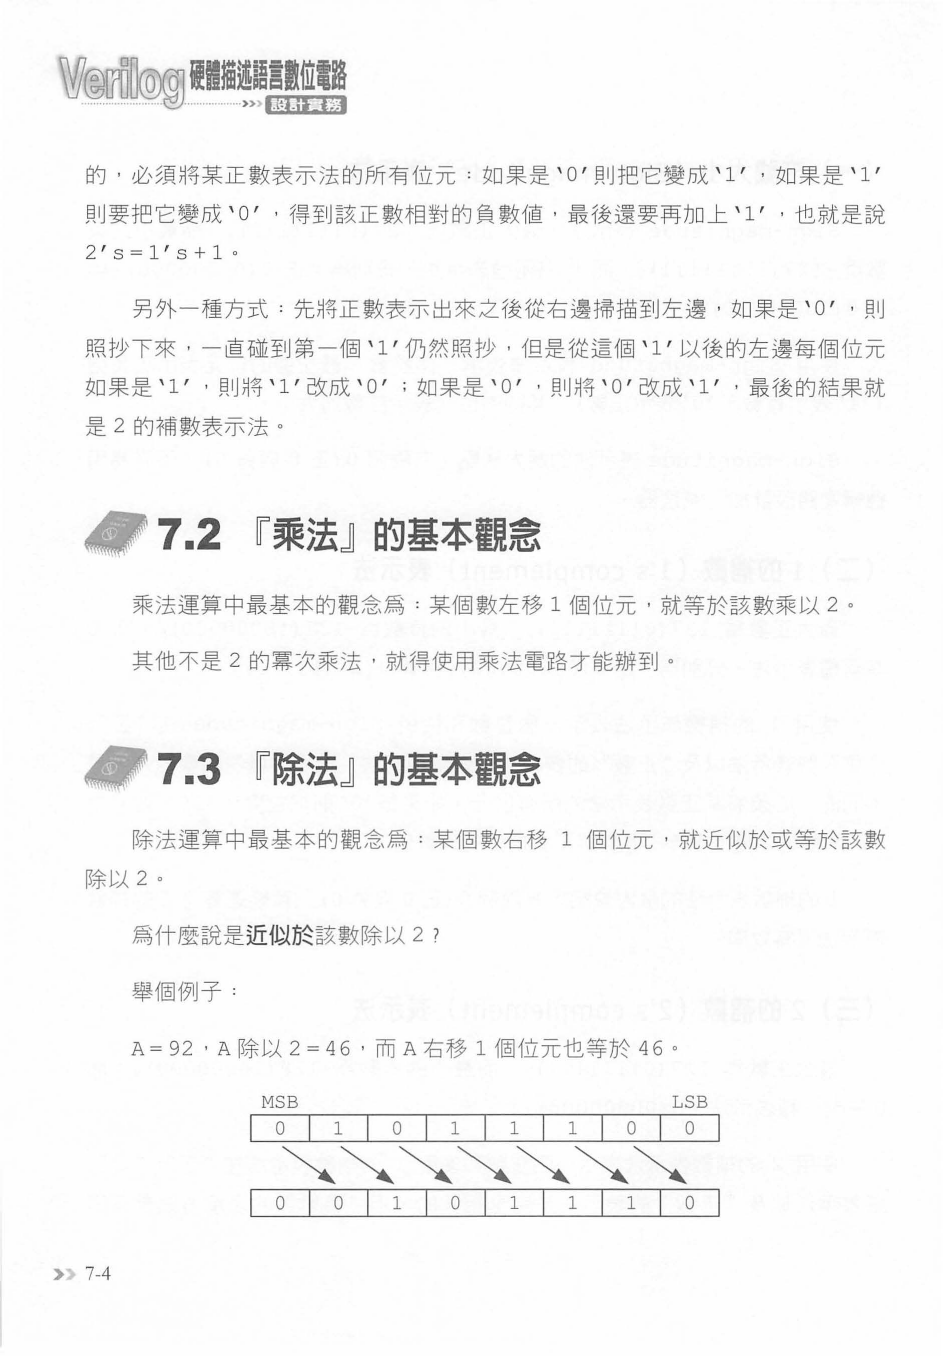 Verilog 硬體描述語言數位電路
>>> 設計實務
的，必須將某正數表示法的所有位元：如果是‵0′則把它變成‵1′，如果是‵1′
則要把它變成‵0′，得到該正數相對的負數值，最後還要再加上‵1′，也就是說
2′s=1′s+1。
另外一種方式：先將正數表示出來之後從右邊掃描到左邊，如果是‵0′，則
照抄下來，一直碰到第一個‵1′仍然照抄，但是從這個‵1′以後的左邊每個位元
如果是‵1′，則將‵1′改成‵0′；如果是‵0′，則將‵0′改成‵1′，最後的結果就
是 2 的補數表示法。
7.2 『乘法』的基本觀念
乘法運算中最基本的觀念為：某個數左移 1 個位元，就等於該數乘以 2。
其他不是 2 的冪次乘法，就得使用乘法電路才能辦到。
7.3 『除法』的基本觀念
除法運算中最基本的觀念為：某個數右移 1 個位元，就近似於或等於該數
除以 2。
為什麼說是近似於該數除以 2？
舉個例子：
A=92，A 除以 2=46，而 A 右移 1 個位元也等於 46。
MSB LSB
0 1 0 1 1 1 0 0
0 0 1 0 1 1 1 0
>> 7-4